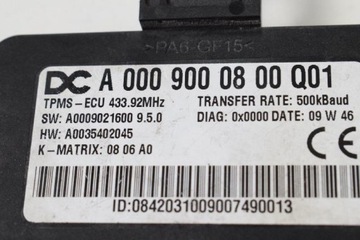 >PA6-GF15<
DC A 000 900 08 00 Q01
TPMS-ECU 433.92MHz TRANSFER RATE: 500kBaud
SW: A0009021600 9.5.0 DIAG: 0x0000 DATE: 09 W 46
HW: A0035402045
K-MATRIX: 08 06 A0
CE
ID:0842031009007490013